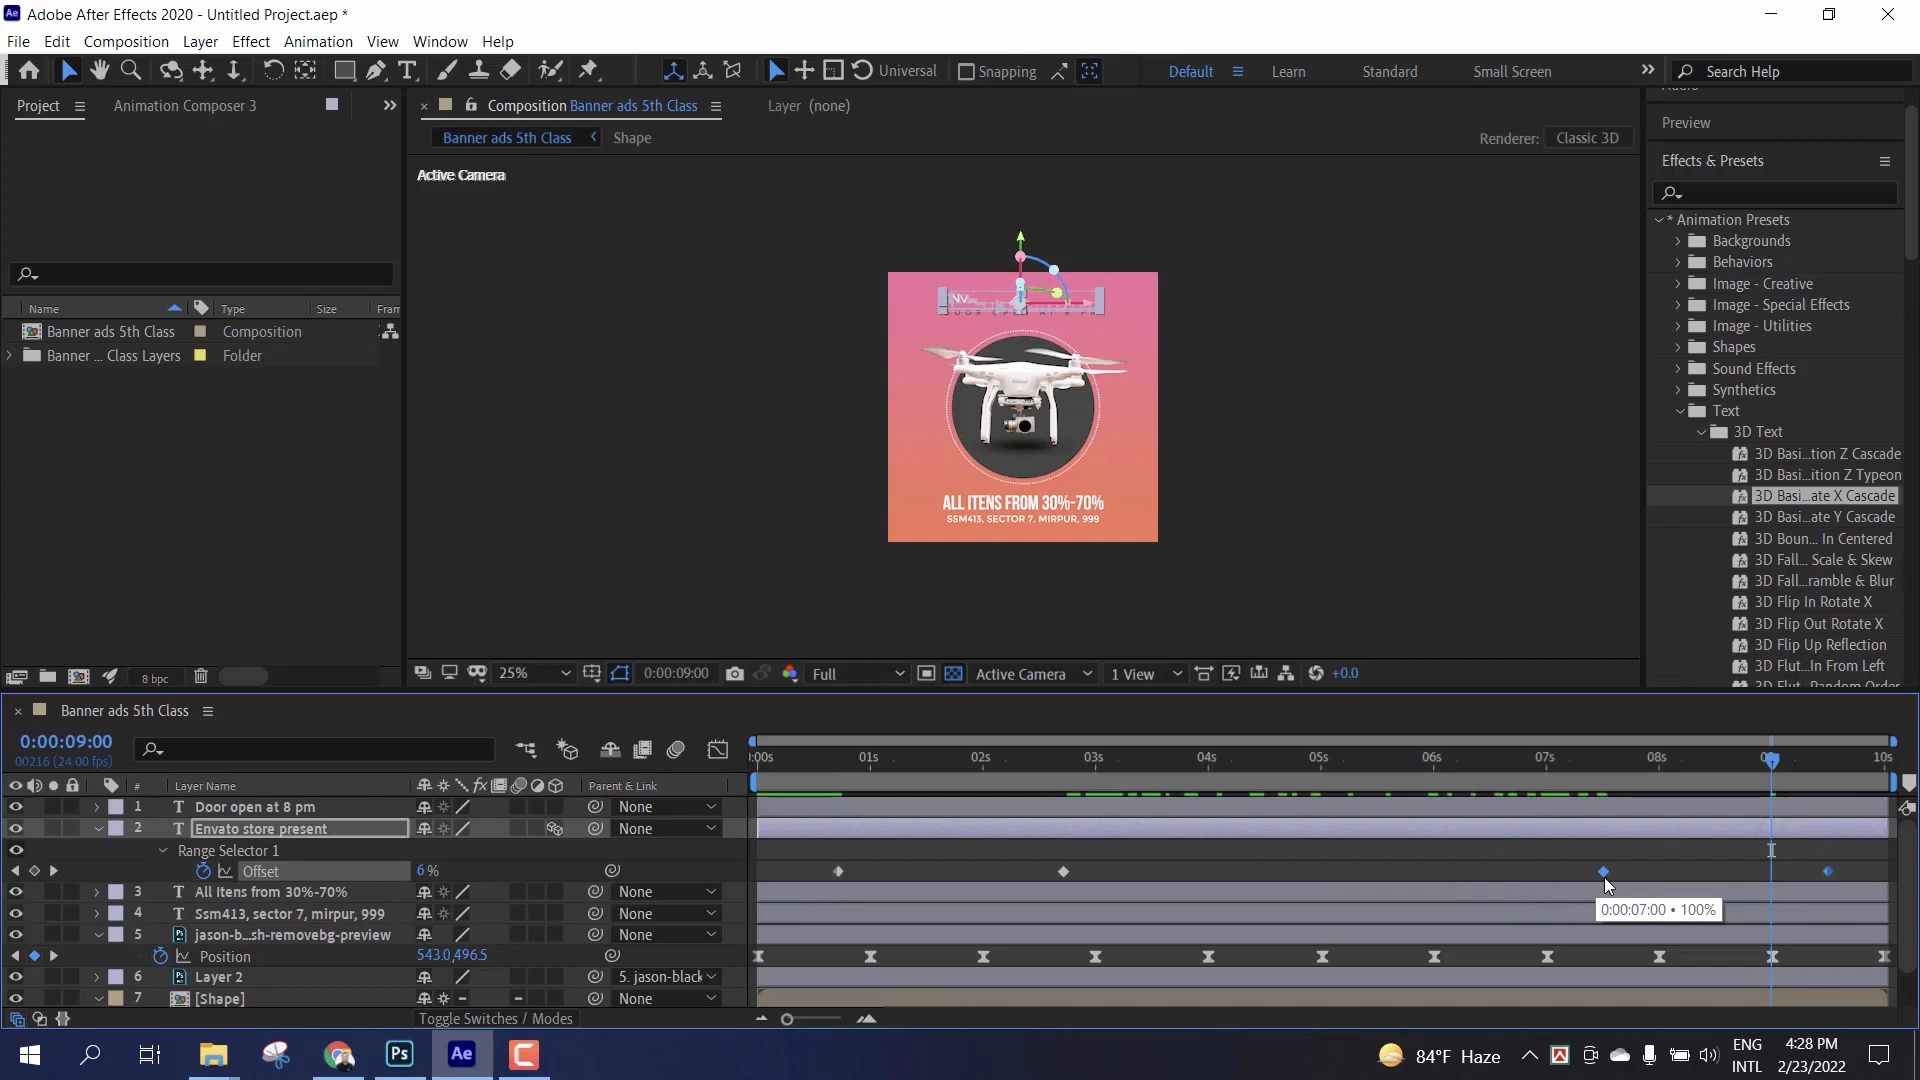 Adobe After Effects 2020 - Untitled Project.aep *
File Edit Composition Layer Effect Animation View Window Help
Universal Snapping Default Learn Standard Small Screen Search Help
Project Animation Composer 3
Composition Banner ads 5th Class
Layer (none)
Banner ads 5th Class Shape
Renderer: Classic 3D
Active Camera
ALL ITENS FROM 30%-70%
SSM413, SECTOR 7, MIRPUR, 999
Name Type Size Fram
Banner ads 5th Class Composition
Banner ... Class Layers Folder
8 bpc
25% 0:00:09:00 Full Active Camera 1 View +0.0
Preview
Effects & Presets
* Animation Presets
Backgrounds
Behaviors
Image - Creative
Image - Special Effects
Image - Utilities
Shapes
Sound Effects
Synthetics
Text
3D Text
3D Basi...tion Z Cascade
3D Basi...ition Z Typeon
3D Basi...ate X Cascade
3D Basi...ate Y Cascade
3D Boun... In Centered
3D Fall... Scale & Skew
3D Fall...ramble & Blur
3D Flip In Rotate X
3D Flip Out Rotate X
3D Flip Up Reflection
3D Flut...In From Left
Banner ads 5th Class
0:00:09:00
00216 (24.00 fps)
01s 02s 03s 04s 05s 06s 07s 08s 10s
# Layer Name Parent & Link
1 T Door open at 8 pm None
2 T Envato store present None
Range Selector 1
Offset 6 %
3 T All Itens from 30%-70% None
4 T Ssm413, sector 7, mirpur, 999 None
0:00:07:00 • 100%
5 jason-b...sh-removebg-preview None
Position 543.0,496.5
6 Layer 2 5. jason-black
7 [Shape] None
Toggle Switches / Modes
84°F Haze
ENG
INTL
4:28 PM
2/23/2022